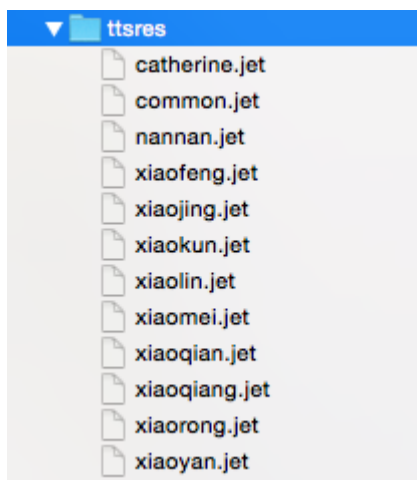 ttsres
catherine.jet
common.jet
nannan.jet
xiaofeng.jet
xiaojing.jet
xiaokun.jet
xiaolin.jet
xiaomei.jet
xiaoqian.jet
xiaoqiang.jet
xiaorong.jet
xiaoyan.jet